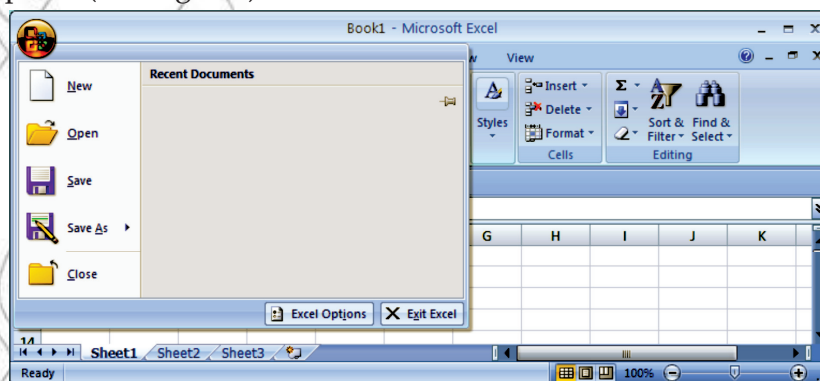 Book1 - Microsoft Excel
View
New
Open
Save
Save As
Close
Recent Documents
Styles
Insert
Delete
Format
Cells
Σ
Sort & Filter
Find & Select
Editing
G H I J K
Excel Options
Exit Excel
14
Sheet1 Sheet2 Sheet3
Ready
100%